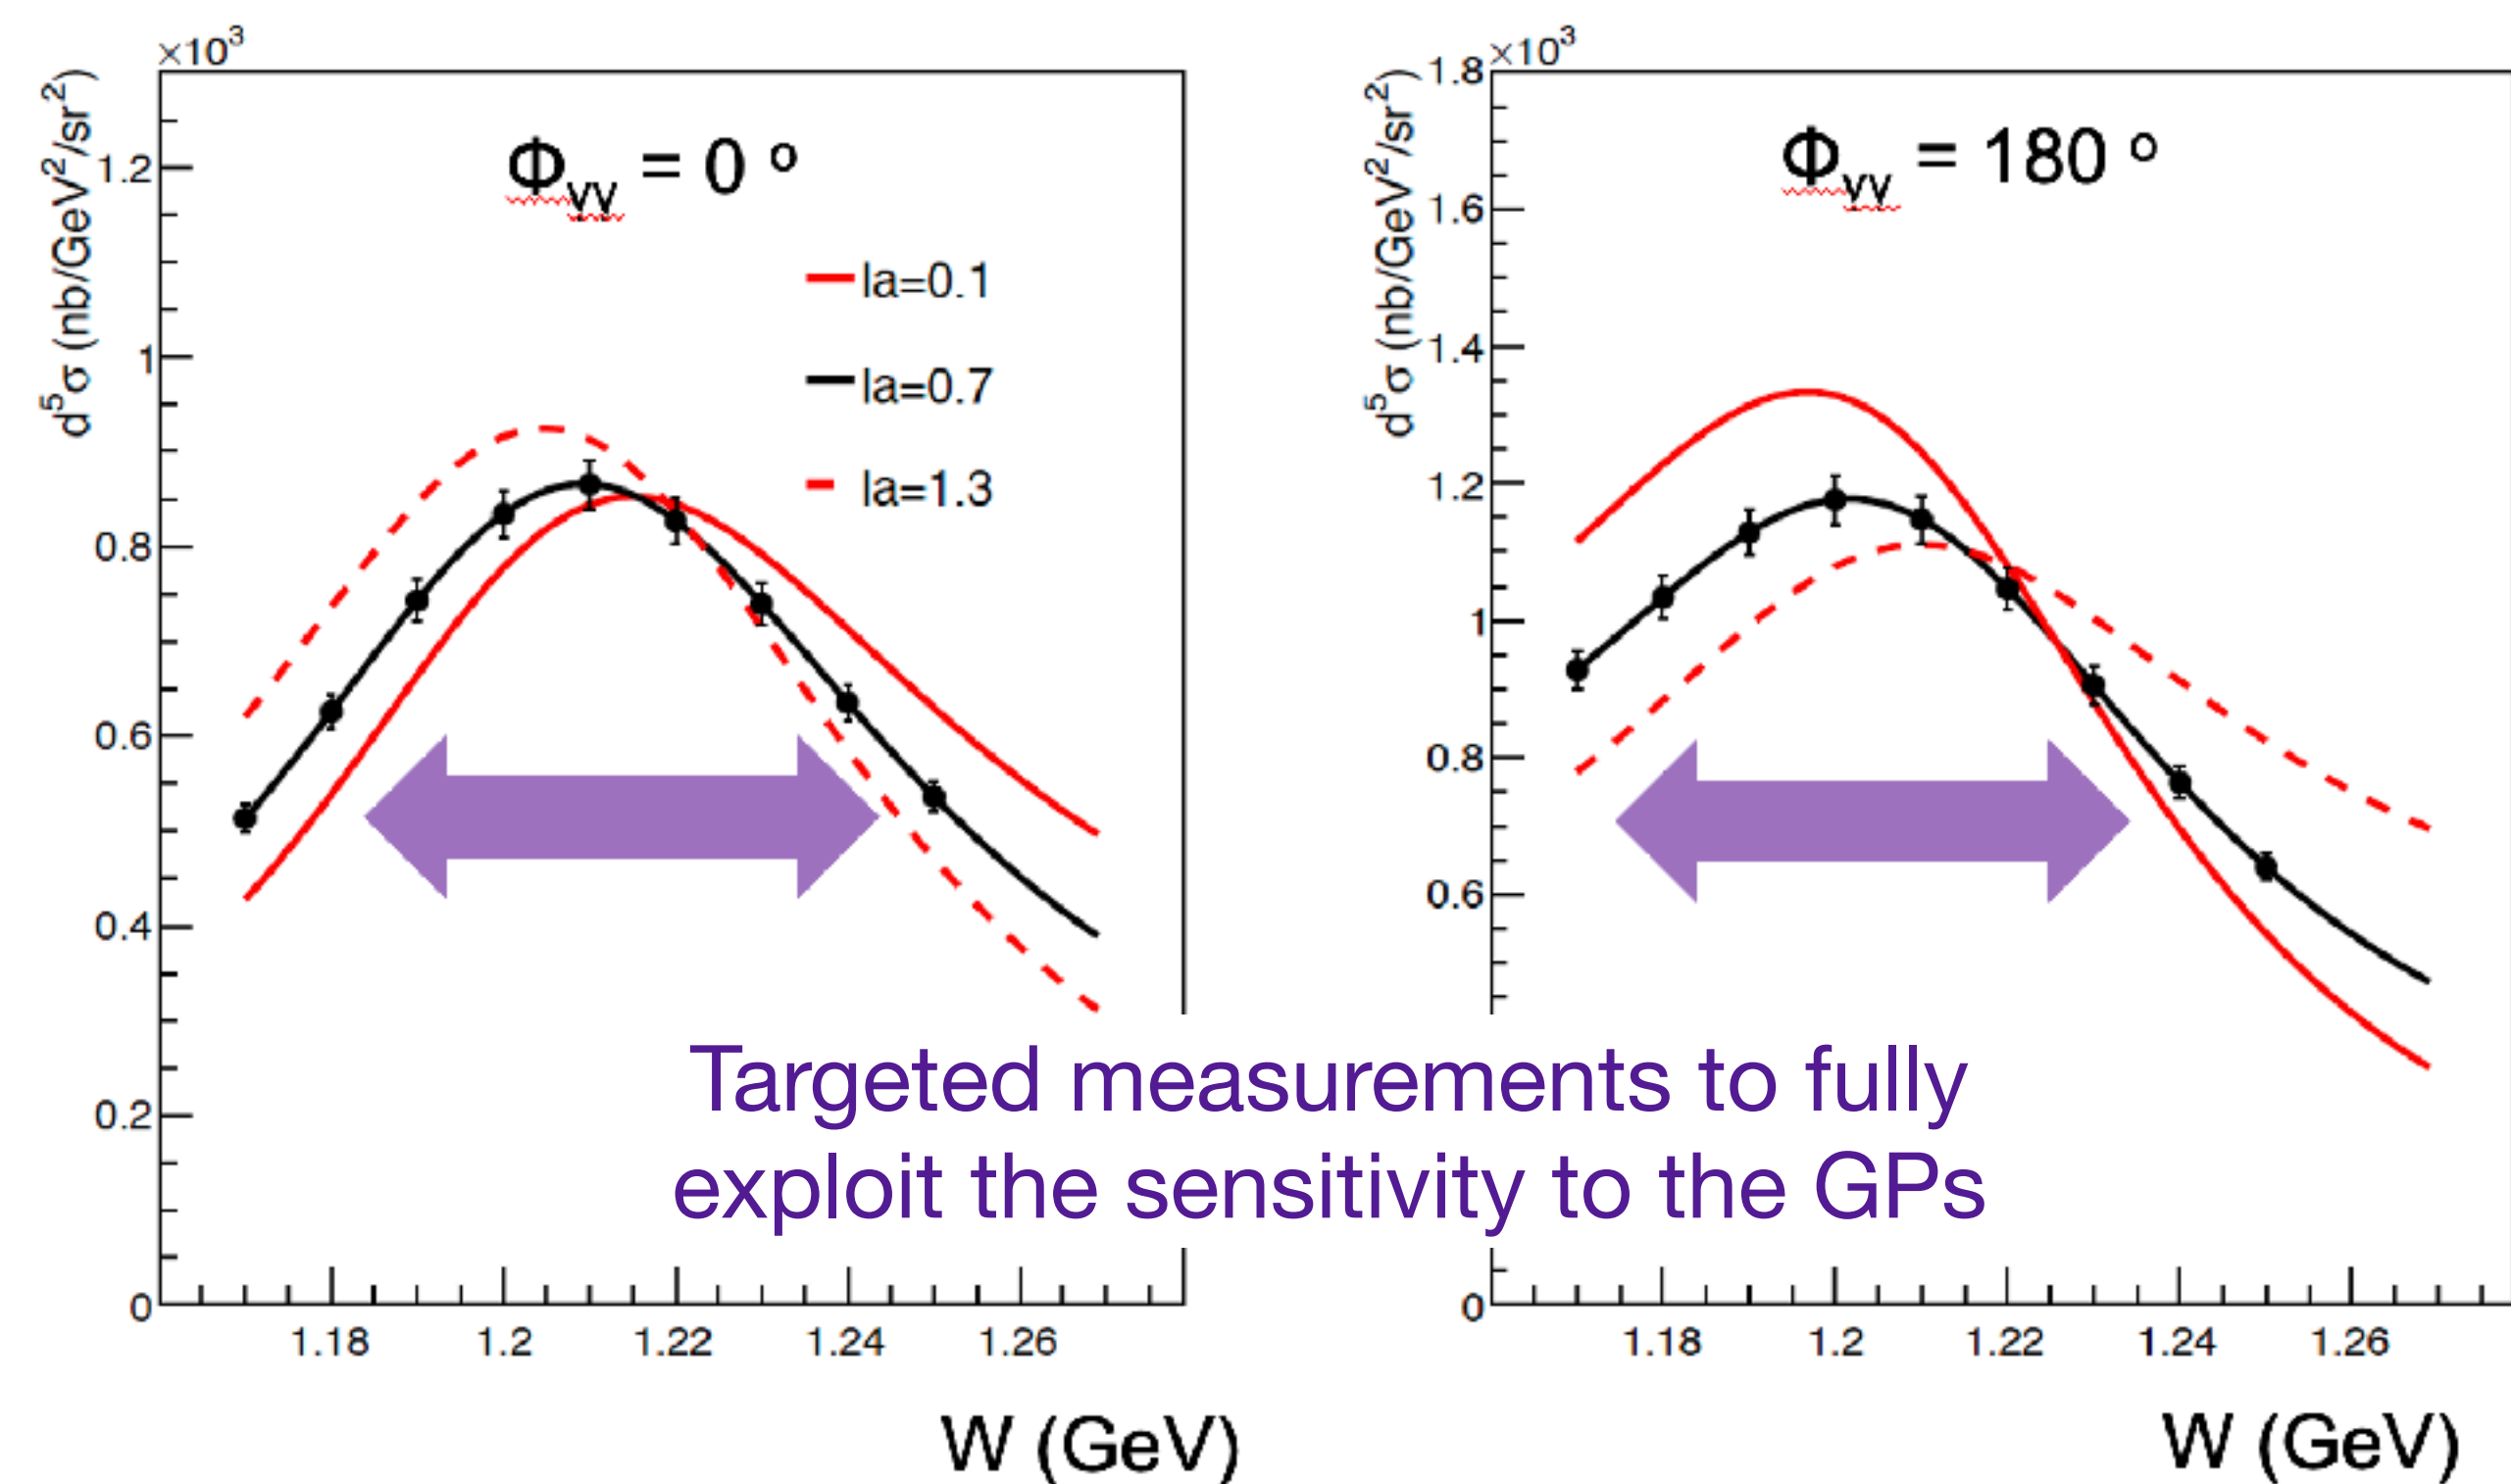 ×10³
d⁵σ (nb/GeV²/sr²)
Φγγ = 0 °
la=0.1
la=0.7
la=1.3
1.2
1
0.8
0.6
0.4
0.2
0
1.18 1.2 1.22 1.24 1.26
W (GeV)
×10³
d⁵σ (nb/GeV²/sr²)
Φγγ = 180 °
1.8
1.6
1.4
1.2
1
0.8
0.6
0
1.18 1.2 1.22 1.24 1.26
W (GeV)
Targeted measurements to fully
exploit the sensitivity to the GPs